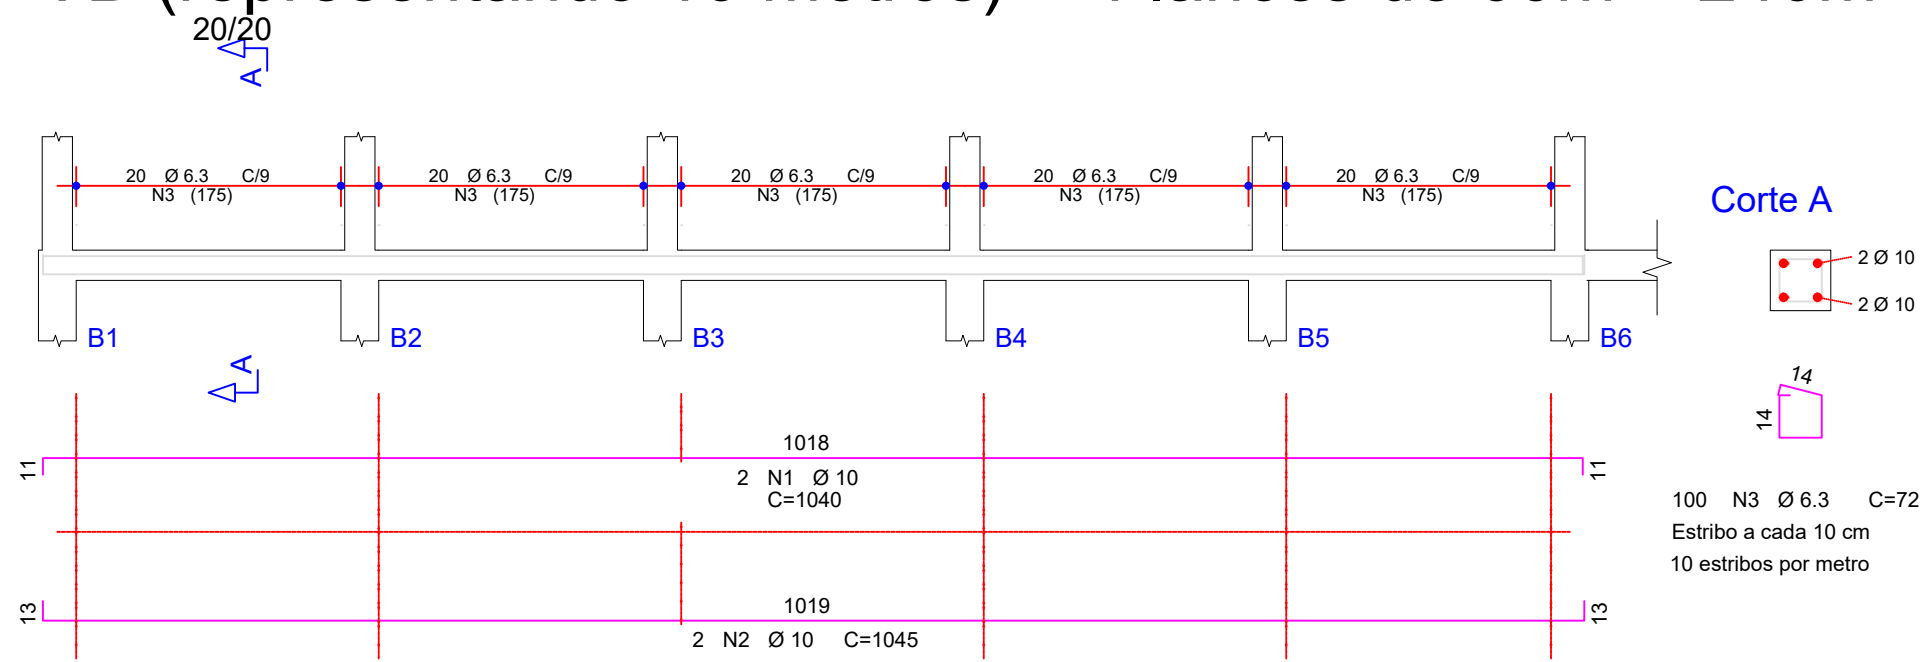 20/20
A
20 Ø 6.3 C/9
N3 (175)
20 Ø 6.3 C/9
N3 (175)
20 Ø 6.3 C/9
N3 (175)
20 Ø 6.3 C/9
N3 (175)
20 Ø 6.3 C/9
N3 (175)
Corte A
2 Ø 10
2 Ø 10
B1
B2
B3
B4
B5
B6
A
14
14
1018
11
11
2 N1 Ø 10
C=1040
100 N3 Ø 6.3 C=72
Estribo a cada 10 cm
10 estribos por metro
1019
13
13
2 N2 Ø 10 C=1045